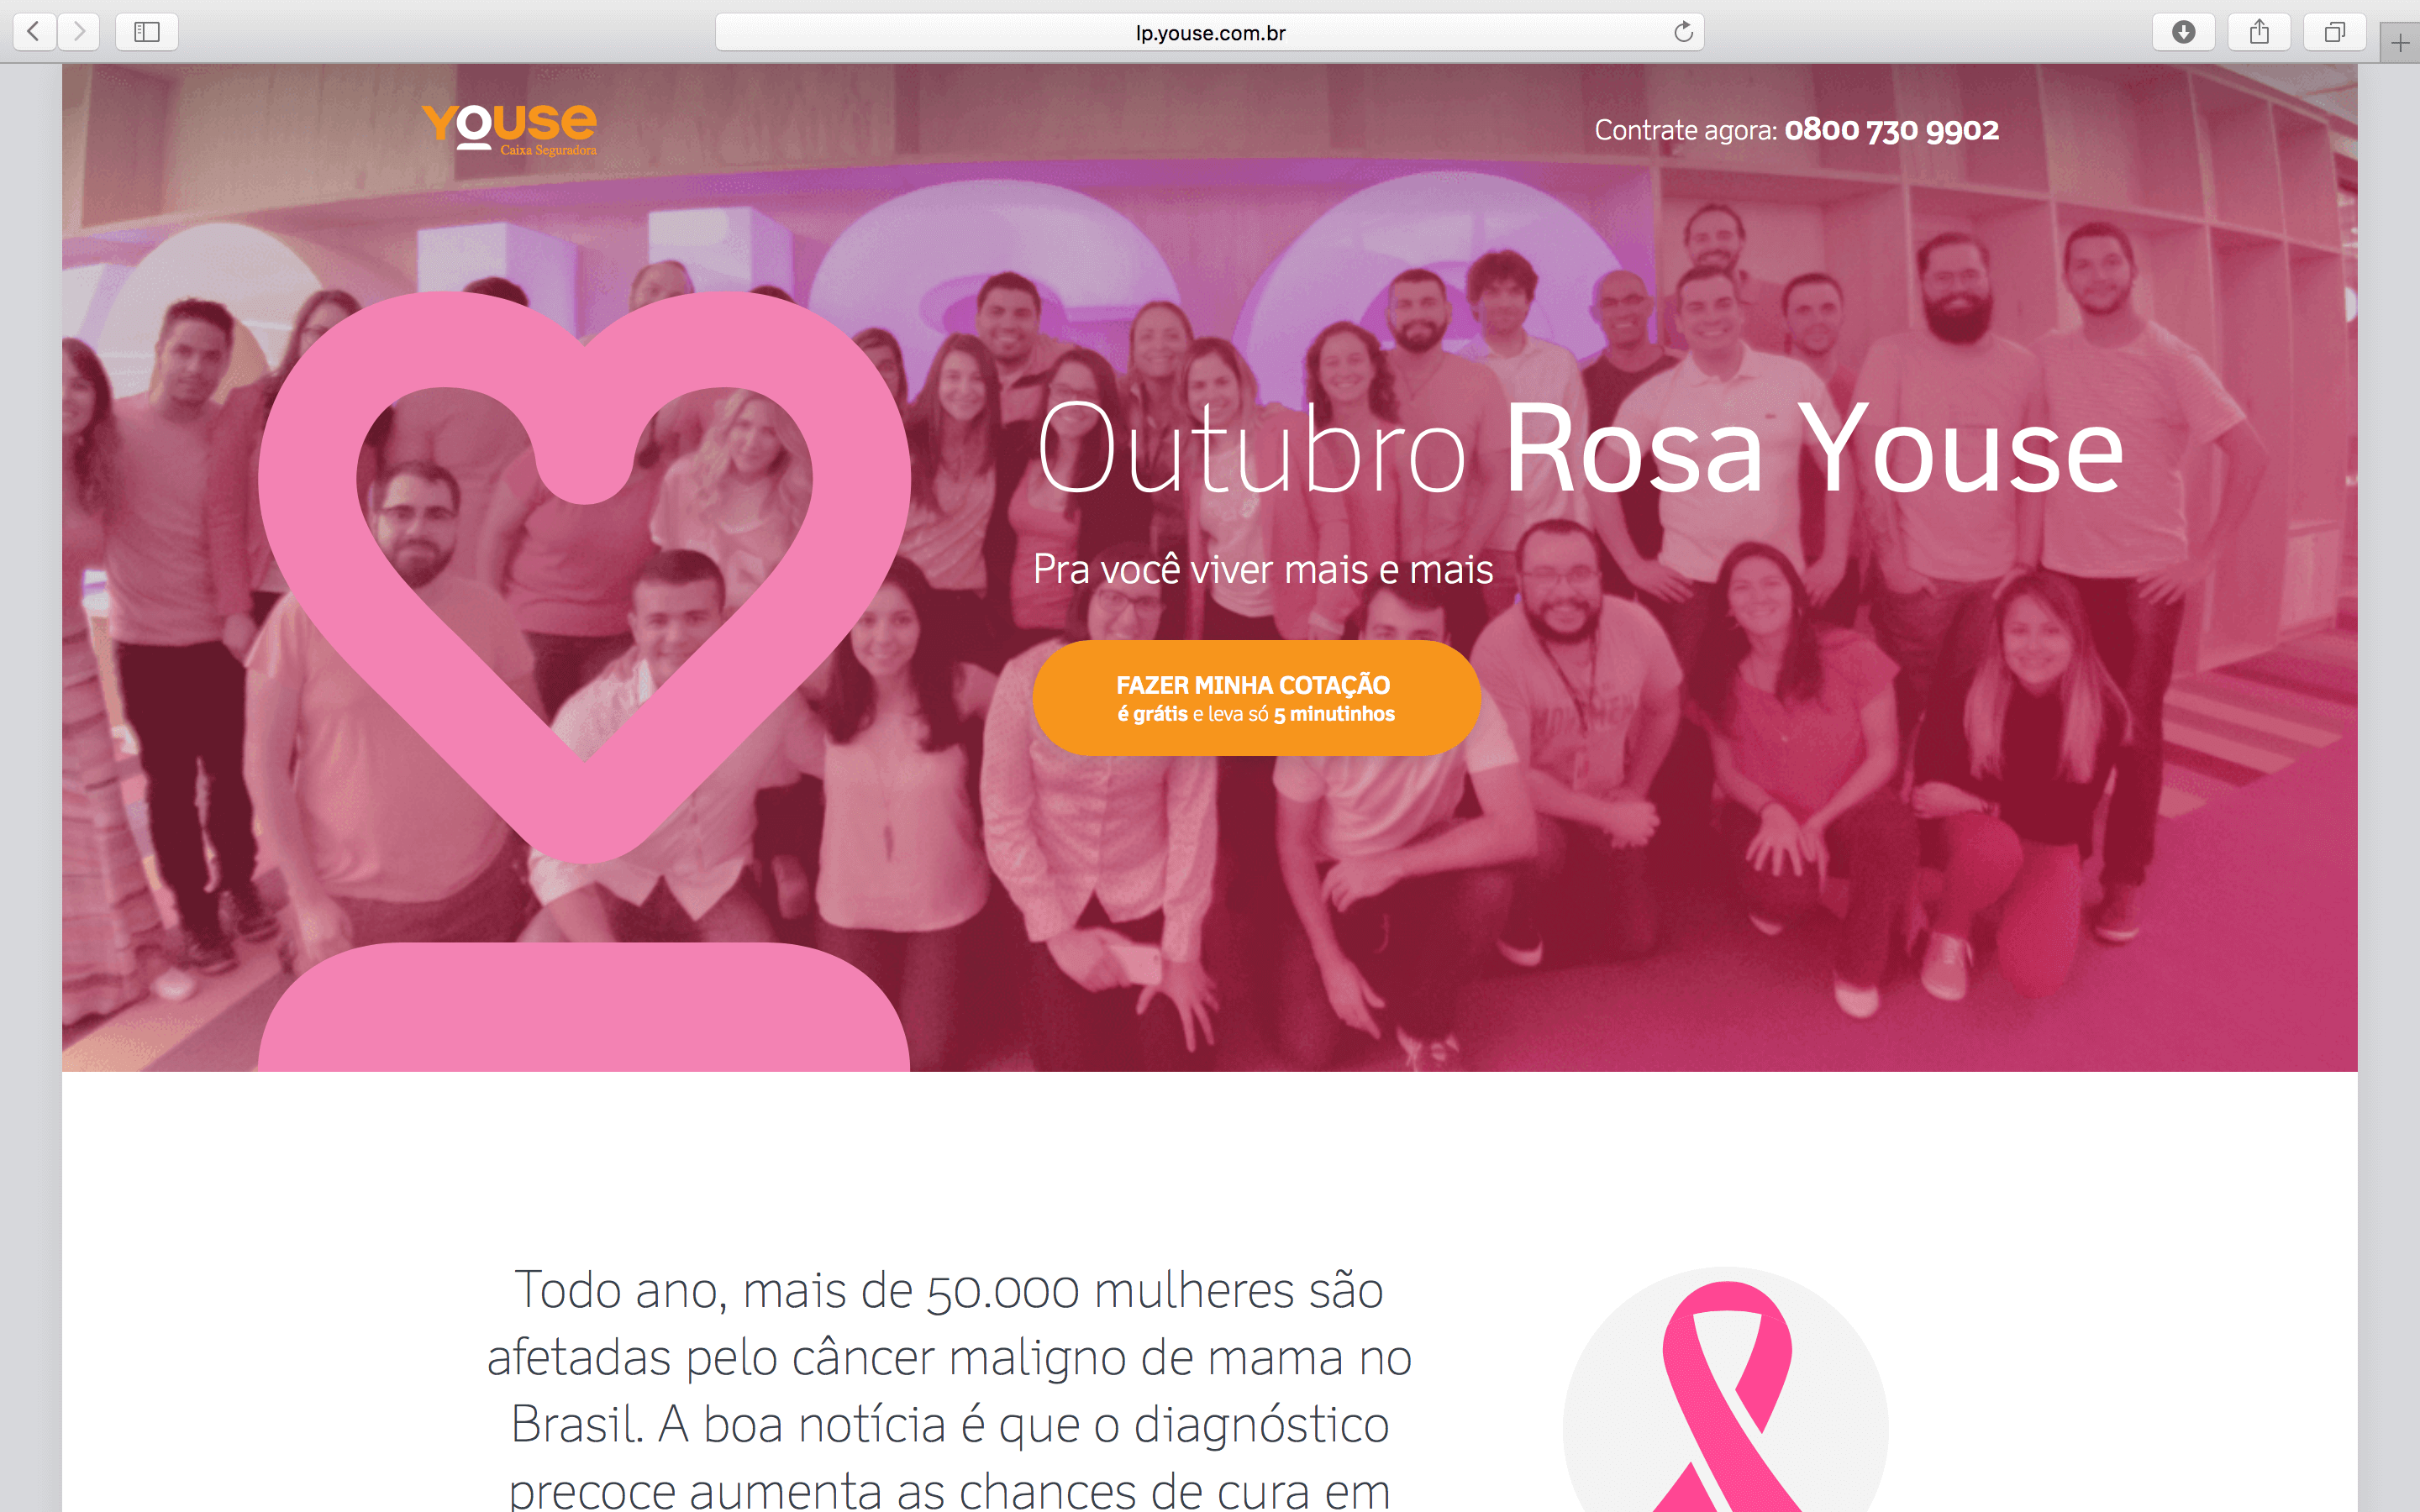 lp.youse.com.br
Youse
Caixa Seguradora
Contrate agora: 0800 730 9902
Outubro Rosa Youse
Pra você viver mais e mais
FAZER MINHA COTAÇÃO
é grátis e leva só 5 minutinhos
Todo ano, mais de 50.000 mulheres são
afetadas pelo câncer maligno de mama no
Brasil. A boa notícia é que o diagnóstico
precoce aumenta as chances de cura em